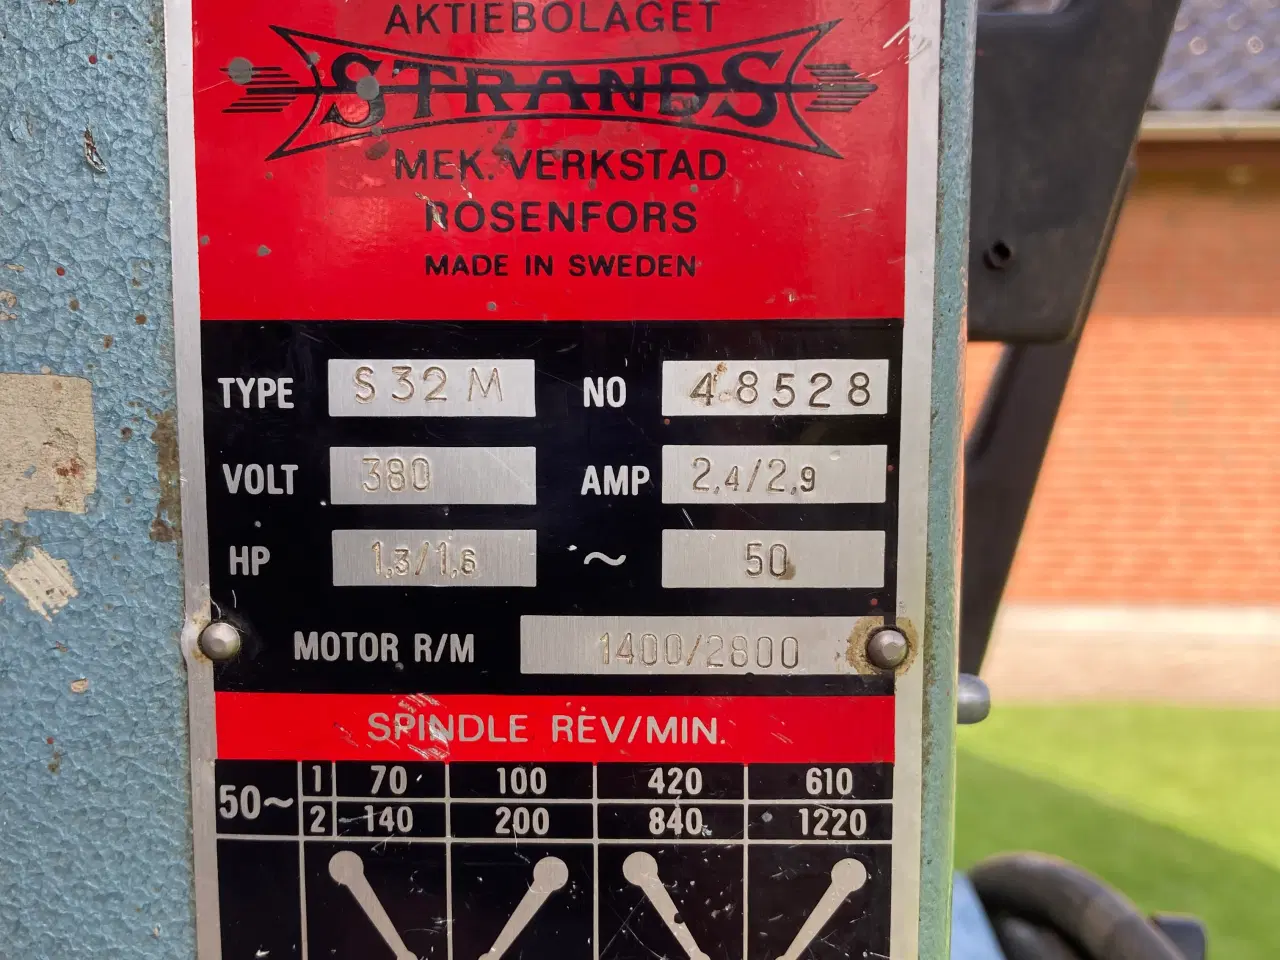 AKTIEBOLAGET
STRANDS
MEK. VERKSTAD
ROSENFORS
MADE IN SWEDEN
TYPE S32M NO 48528
VOLT 380 AMP 2,4/2,9
HP 1,3/1,6 ~ 50
MOTOR R/M 1400/2800
SPINDLE REV/MIN.
50~ 1 70 100 420 610
2 140 200 840 1220